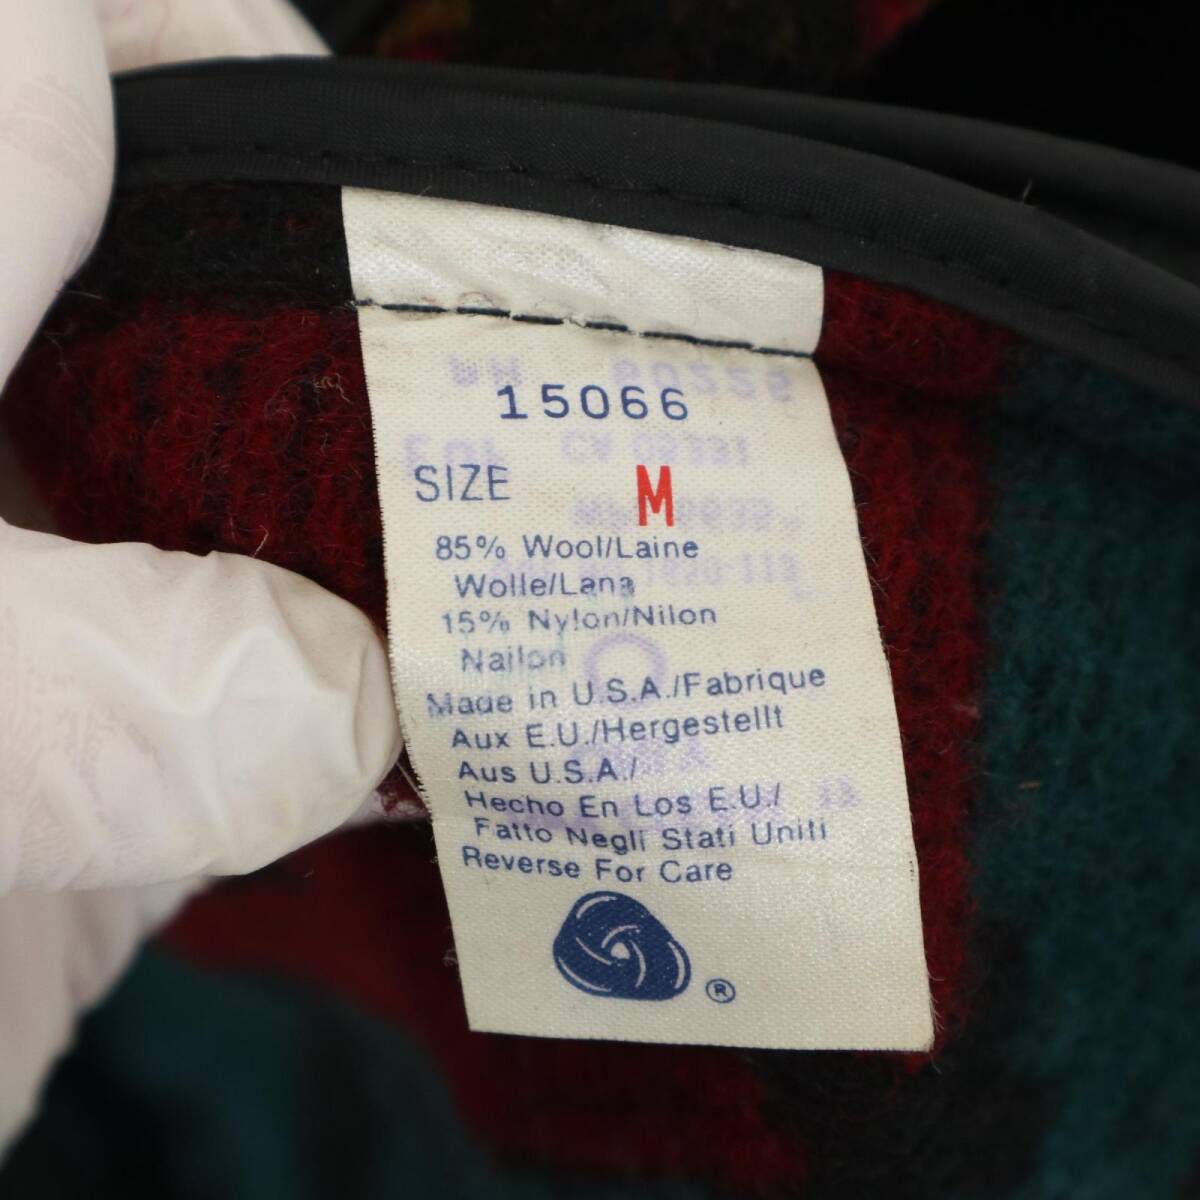 15066
SIZE M
85% Wool/Laine
Wolle/Lana
15% Nylon/Nilon
Nailon
Made in U.S.A./Fabrique
Aux E.U./Hergestellt
Aus U.S.A./
Hecho En Los E.U./
Fatto Negli Stati Uniti
Reverse For Care
®